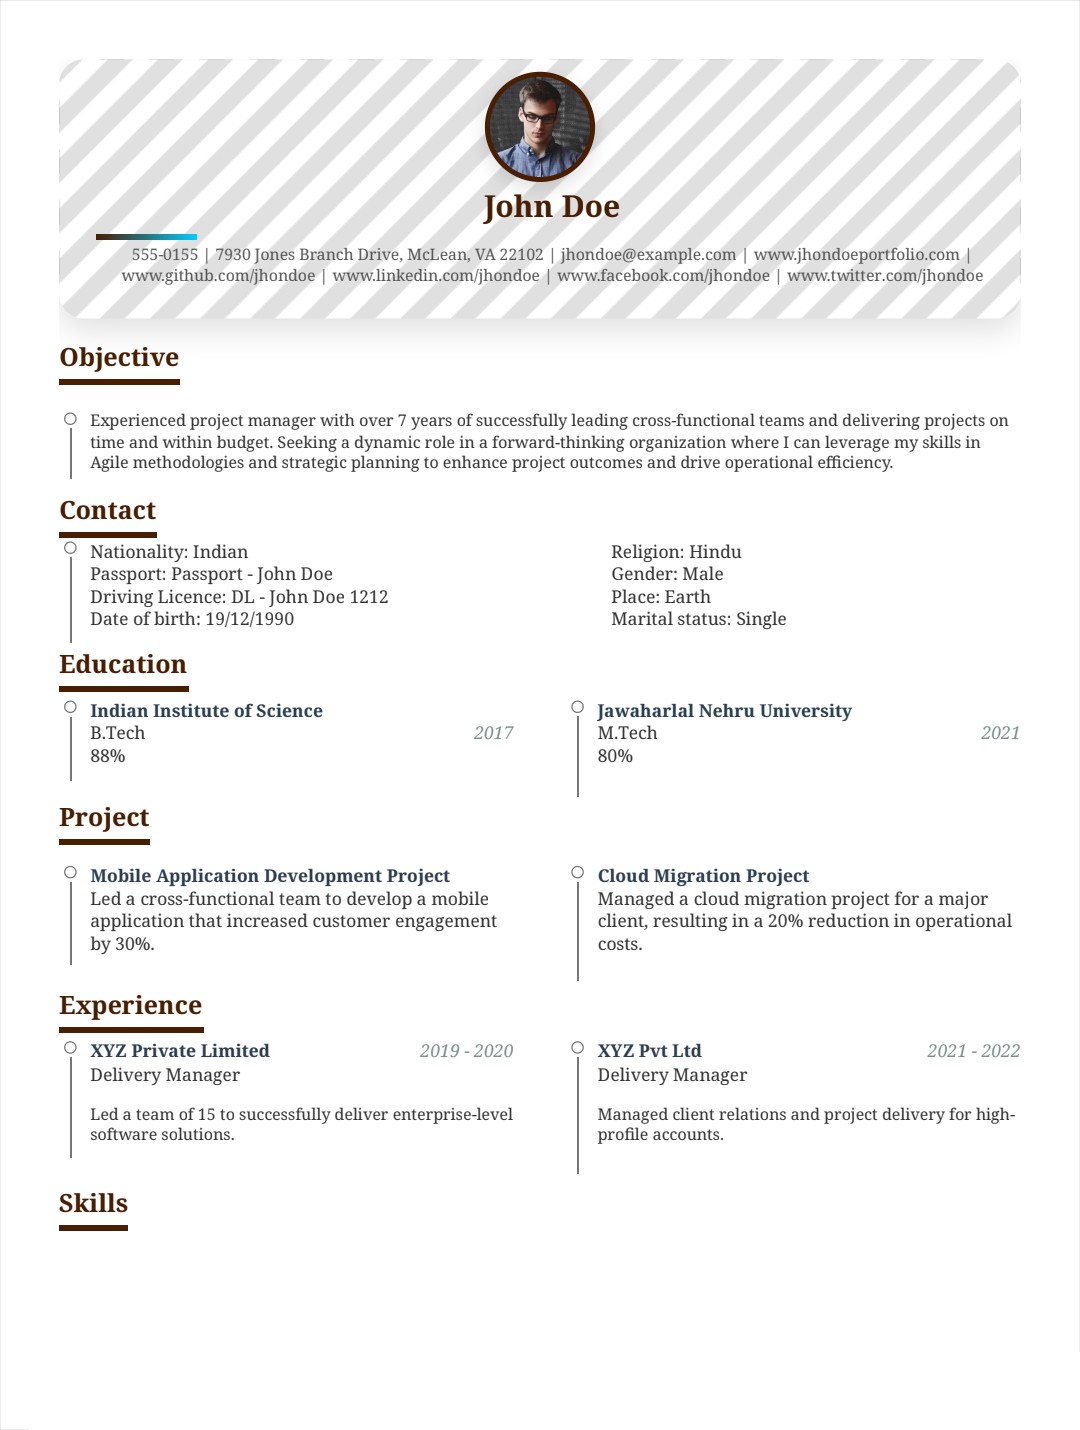 John Doe
555-0155 | 7930 Jones Branch Drive, McLean, VA 22102 | jhondoe@example.com | www.jhondoeportfolio.com |
www.github.com/jhondoe | www.linkedin.com/jhondoe | www.facebook.com/jhondoe | www.twitter.com/jhondoe
Objective
Experienced project manager with over 7 years of successfully leading cross-functional teams and delivering projects on
time and within budget. Seeking a dynamic role in a forward-thinking organization where I can leverage my skills in
Agile methodologies and strategic planning to enhance project outcomes and drive operational efficiency.
Contact
Nationality: Indian
Passport: Passport - John Doe
Driving Licence: DL - John Doe 1212
Date of birth: 19/12/1990
Religion: Hindu
Gender: Male
Place: Earth
Marital status: Single
Education
Indian Institute of Science
B.Tech 2017
88%
Jawaharlal Nehru University
M.Tech 2021
80%
Project
Mobile Application Development Project
Led a cross-functional team to develop a mobile
application that increased customer engagement
by 30%.
Cloud Migration Project
Managed a cloud migration project for a major
client, resulting in a 20% reduction in operational
costs.
Experience
XYZ Private Limited 2019 - 2020
Delivery Manager
Led a team of 15 to successfully deliver enterprise-level
software solutions.
XYZ Pvt Ltd 2021 - 2022
Delivery Manager
Managed client relations and project delivery for high-
profile accounts.
Skills